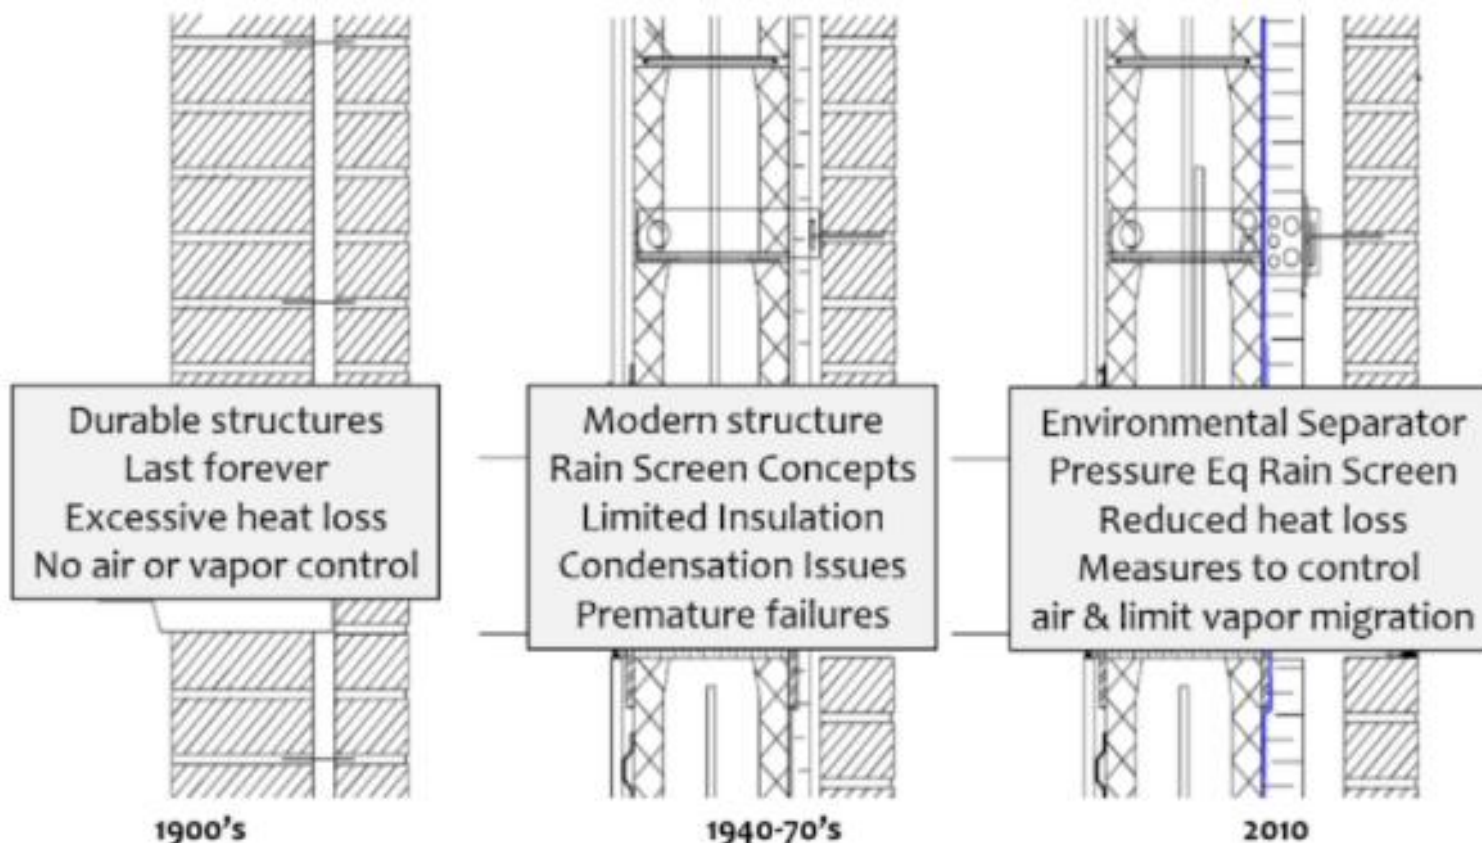 Durable structures
Last forever
Excessive heat loss
No air or vapor control
1900's
Modern structure
Rain Screen Concepts
Limited Insulation
Condensation Issues
Premature failures
1940-70's
Environmental Separator
Pressure Eq Rain Screen
Reduced heat loss
Measures to control
air & limit vapor migration
2010